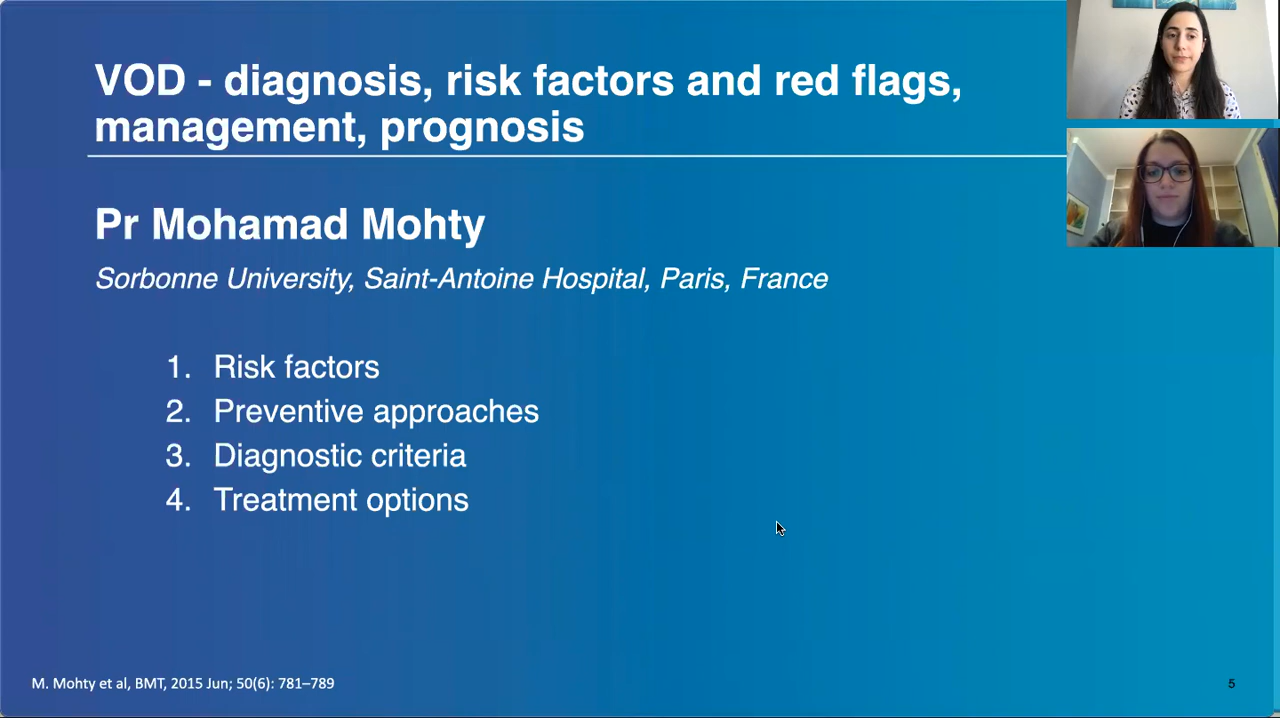 VOD - diagnosis, risk factors and red flags,
management, prognosis
Pr Mohamad Mohty
Sorbonne University, Saint-Antoine Hospital, Paris, France
1. Risk factors
2. Preventive approaches
3. Diagnostic criteria
4. Treatment options
M. Mohty et al, BMT, 2015 Jun; 50(6): 781–789
5